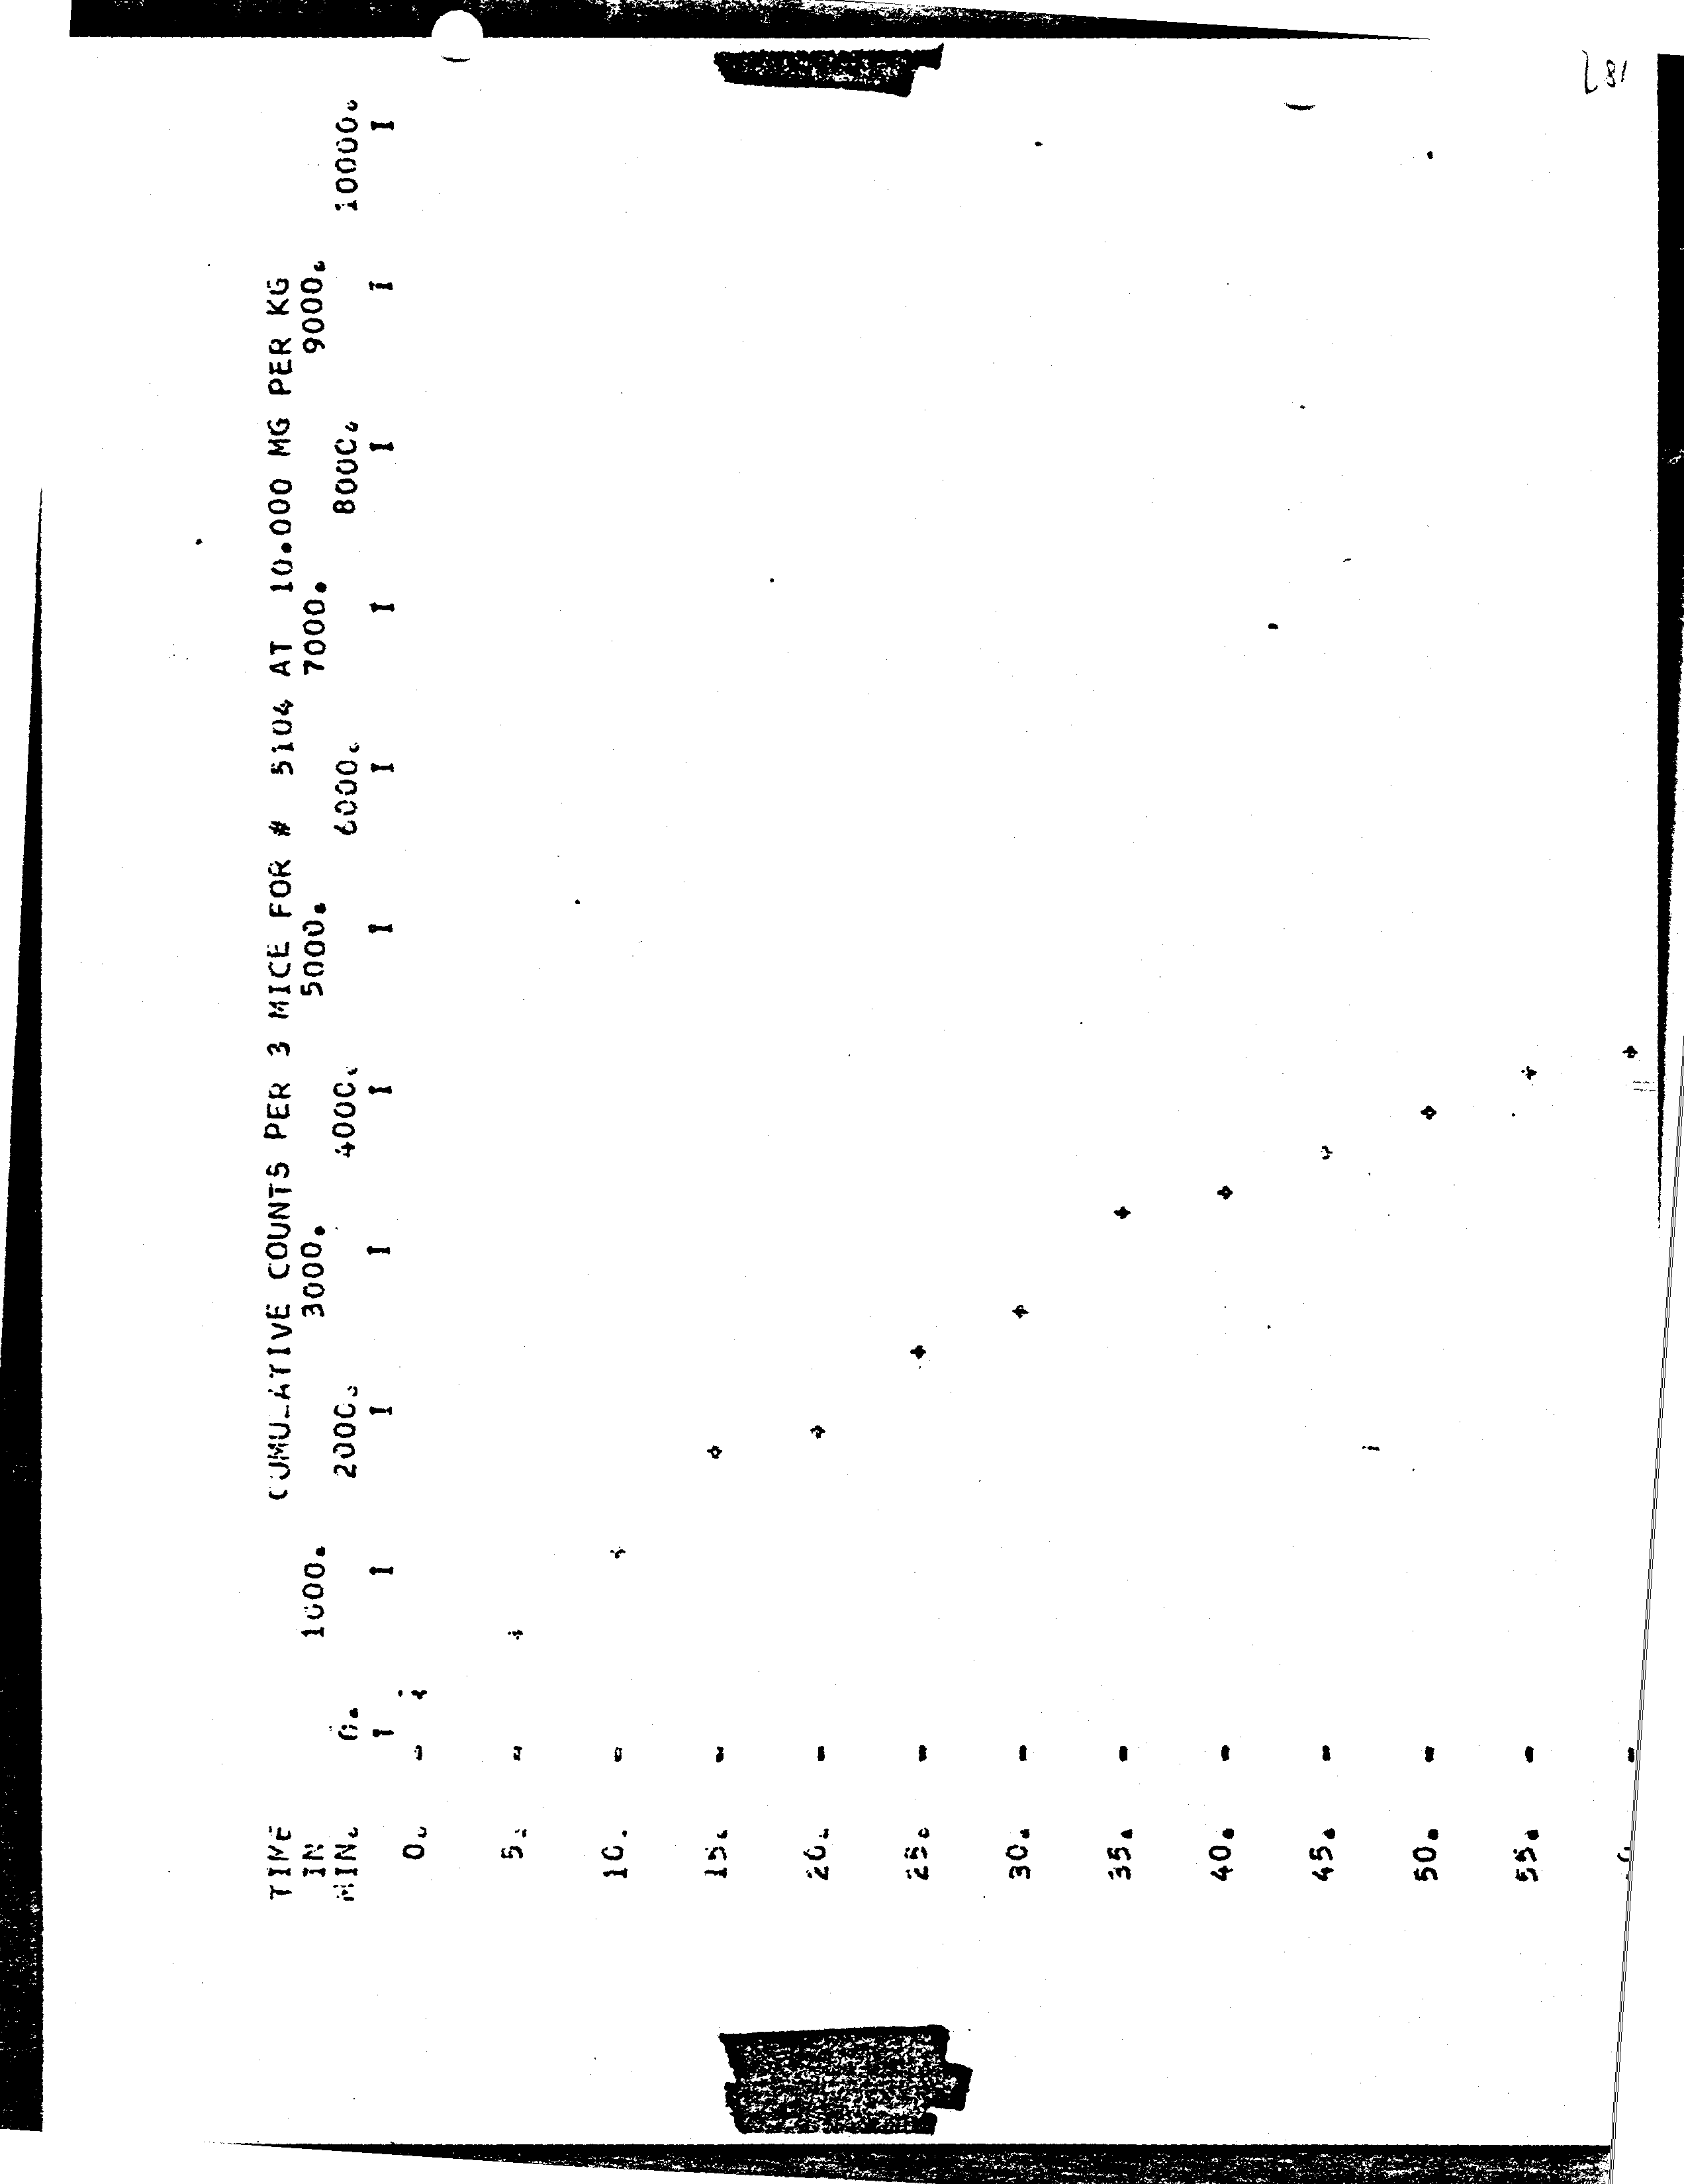 TIME CUMULATIVE COUNTS PER 3 MICE FOR # 5104 AT 10.000 MG PER KG
IN 1000. 3000. 5000. 7000. 9000.
MIN. 0. 2000. 4000. 6000. 8000. 10000.
I I I I I I I I I I I
0. - +
5. - +
10. - +
15. - +
20. - +
25. - +
30. - +
35. - +
40. - +
45. - +
50. - +
55. - +
- +